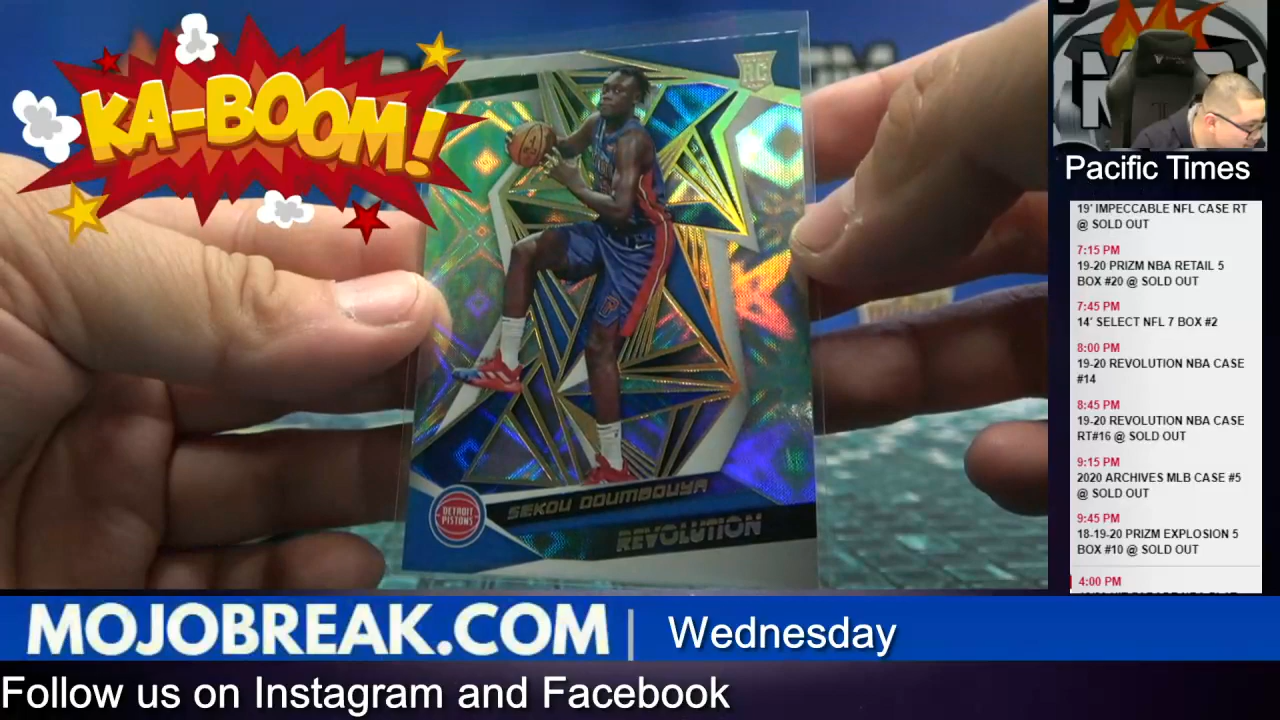 KA-BOOM!
RC
SEKOU DOUMBOUYA
REVOLUTION
DETROIT
PISTONS
Pacific Times
19' IMPECCABLE NFL CASE RT
@ SOLD OUT
7:15 PM
19-20 PRIZM NBA RETAIL 5
BOX #20 @ SOLD OUT
7:45 PM
14' SELECT NFL 7 BOX #2
8:00 PM
19-20 REVOLUTION NBA CASE
#14
8:45 PM
19-20 REVOLUTION NBA CASE
RT#16 @ SOLD OUT
9:15 PM
2020 ARCHIVES MLB CASE #5
@ SOLD OUT
9:45 PM
18-19-20 PRIZM EXPLOSION 5
BOX #10 @ SOLD OUT
4:00 PM
MOJOBREAK.COM | Wednesday
Follow us on Instagram and Facebook